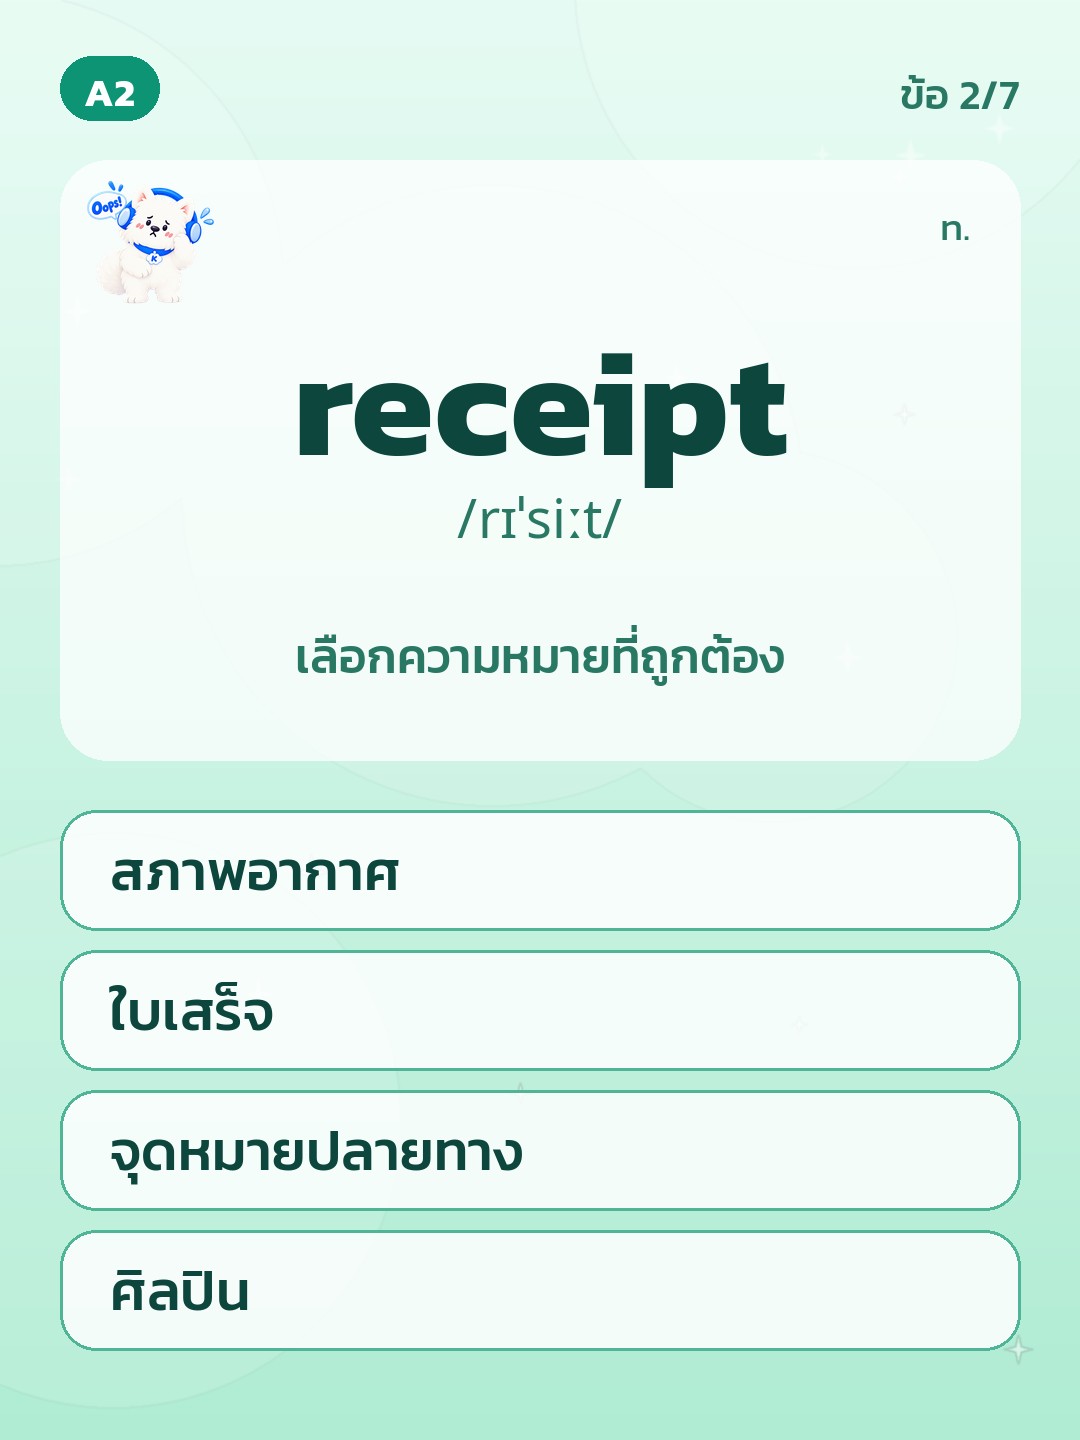 A2
ข้อ 2/7
Oops!
n.
K
receipt
/rɪˈsiːt/
เลือกความหมายที่ถูกต้อง
สภาพอากาศ
ใบเสร็จ
จุดหมายปลายทาง
ศิลปิน